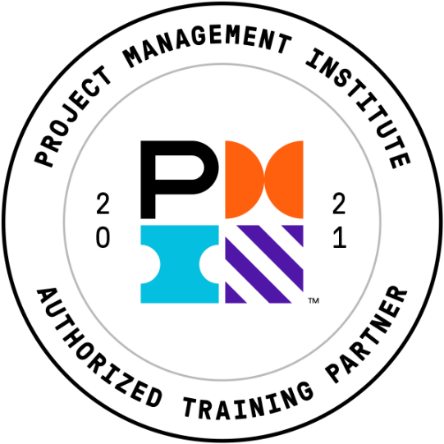 PROJECT MANAGEMENT INSTITUTE
P
2 2
0 1
™
AUTHORIZED TRAINING PARTNER